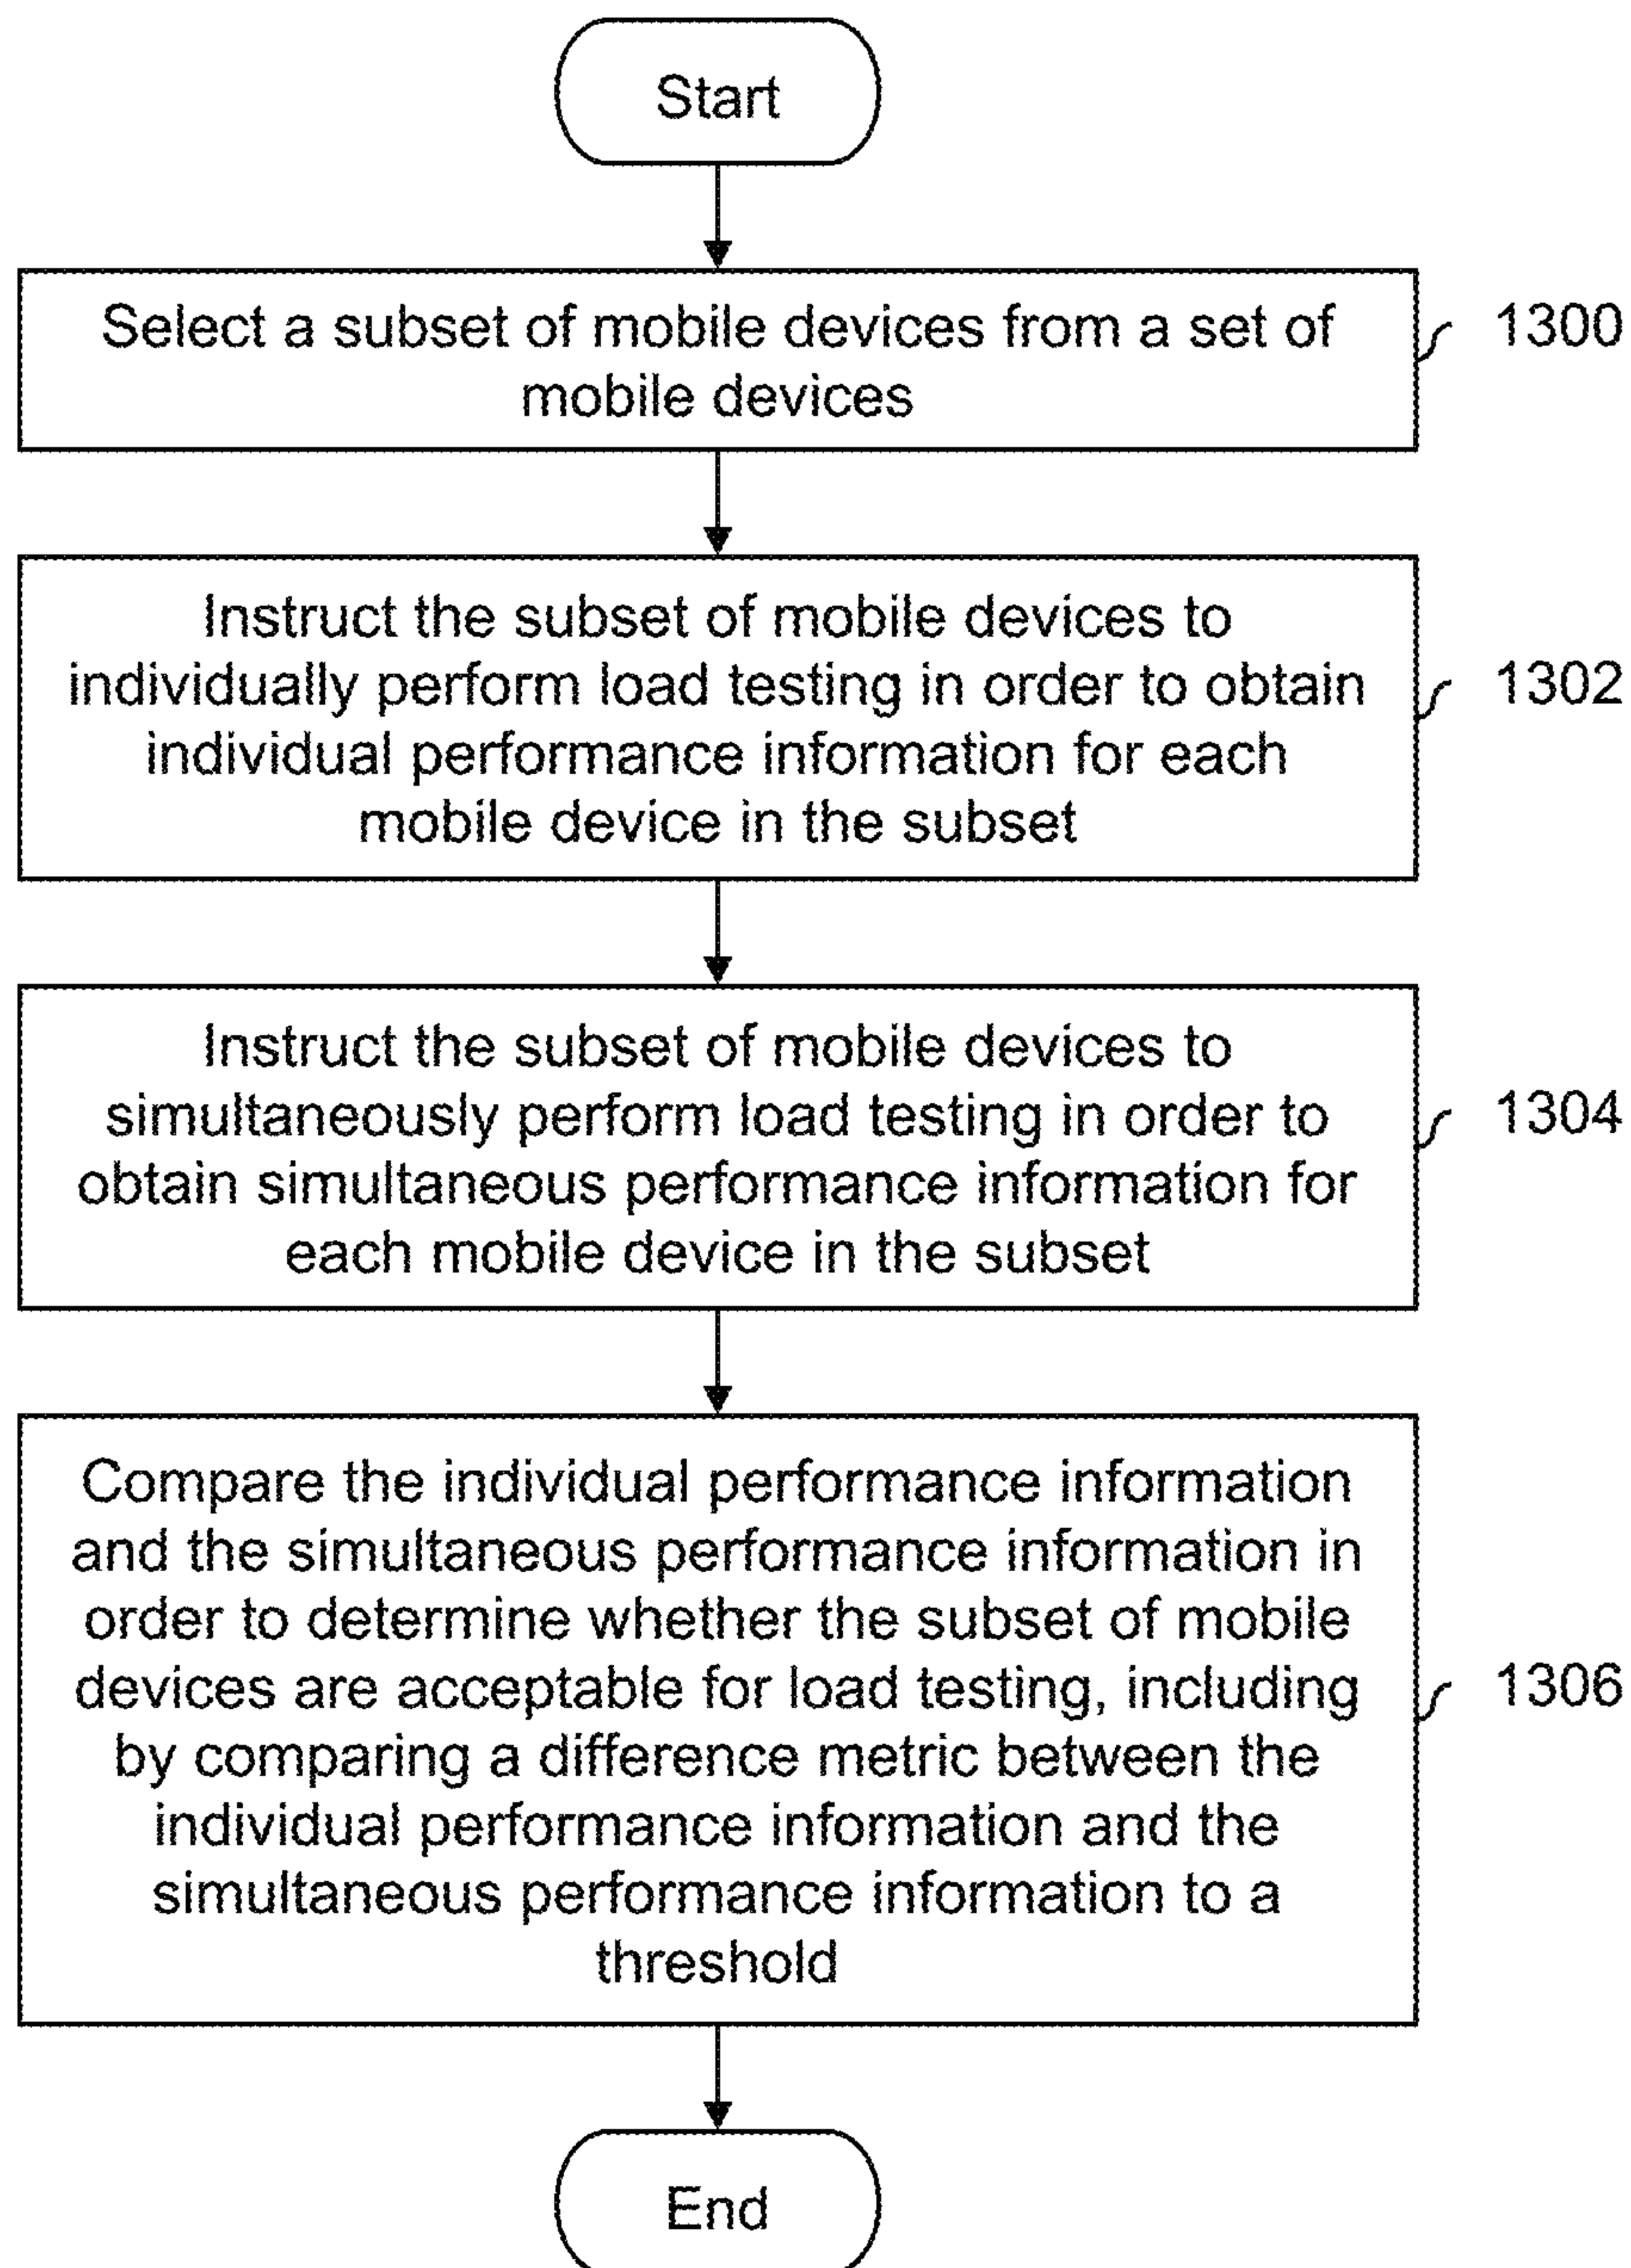 Start
Select a subset of mobile devices from a set of
mobile devices
1300
Instruct the subset of mobile devices to
individually perform load testing in order to obtain
individual performance information for each
mobile device in the subset
1302
Instruct the subset of mobile devices to
simultaneously perform load testing in order to
obtain simultaneous performance information for
each mobile device in the subset
1304
Compare the individual performance information
and the simultaneous performance information in
order to determine whether the subset of mobile
devices are acceptable for load testing, including
by comparing a difference metric between the
individual performance information and the
simultaneous performance information to a
threshold
1306
End